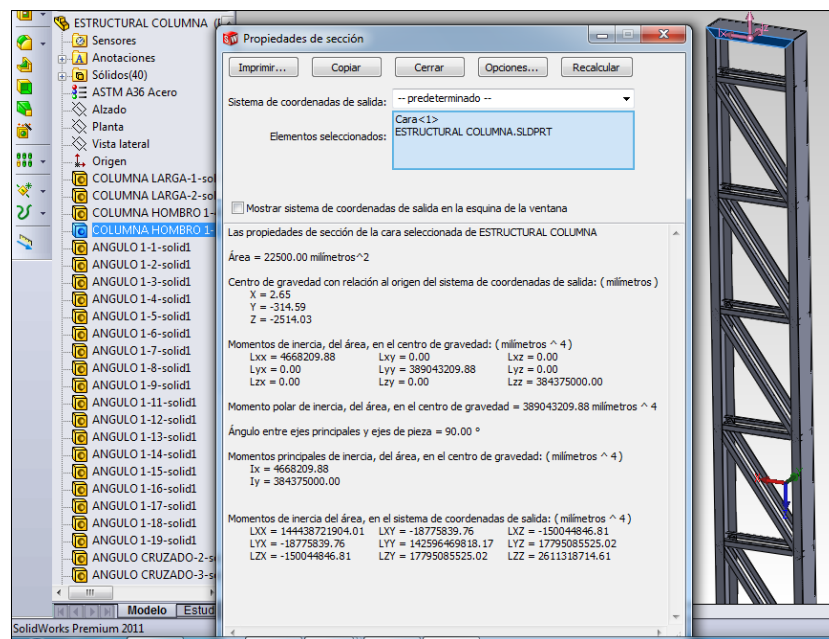 ESTRUCTURAL COLUMNA
Sensores
Anotaciones
Sólidos(40)
ASTM A36 Acero
Alzado
Planta
Vista lateral
Origen
COLUMNA LARGA-1-sol
COLUMNA LARGA-2-sol
COLUMNA HOMBRO 1-
COLUMNA HOMBRO 1-
ANGULO 1-1-solid1
ANGULO 1-2-solid1
ANGULO 1-3-solid1
ANGULO 1-4-solid1
ANGULO 1-5-solid1
ANGULO 1-6-solid1
ANGULO 1-7-solid1
ANGULO 1-8-solid1
ANGULO 1-9-solid1
ANGULO 1-11-solid1
ANGULO 1-12-solid1
ANGULO 1-13-solid1
ANGULO 1-14-solid1
ANGULO 1-15-solid1
ANGULO 1-16-solid1
ANGULO 1-17-solid1
ANGULO 1-18-solid1
ANGULO 1-19-solid1
ANGULO CRUZADO-2-s
ANGULO CRUZADO-3-s
Modelo Estud
SolidWorks Premium 2011
Propiedades de sección
Imprimir... Copiar Cerrar Opciones... Recalcular
Sistema de coordenadas de salida: -- predeterminado --
Elementos seleccionados: Cara<1>
ESTRUCTURAL COLUMNA.SLDPRT
Mostrar sistema de coordenadas de salida en la esquina de la ventana
Las propiedades de sección de la cara seleccionada de ESTRUCTURAL COLUMNA
Área = 22500.00 milímetros^2
Centro de gravedad con relación al origen del sistema de coordenadas de salida: ( milímetros )
X = 2.65
Y = -314.59
Z = -2514.03
Momentos de inercia, del área, en el centro de gravedad: ( milímetros ^ 4 )
Lxx = 4668209.88 Lxy = 0.00 Lxz = 0.00
Lyx = 0.00 Lyy = 389043209.88 Lyz = 0.00
Lzx = 0.00 Lzy = 0.00 Lzz = 384375000.00
Momento polar de inercia, del área, en el centro de gravedad = 389043209.88 milímetros ^ 4
Ángulo entre ejes principales y ejes de pieza = 90.00 °
Momentos principales de inercia, del área, en el centro de gravedad: ( milímetros ^ 4 )
Ix = 4668209.88
Iy = 384375000.00
Momentos de inercia del área, en el sistema de coordenadas de salida: ( milímetros ^ 4 )
LXX = 144438721904.01 LXY = -18775839.76 LXZ = -150044846.81
LYX = -18775839.76 LYY = 142596469818.17 LYZ = 17795085525.02
LZX = -150044846.81 LZY = 17795085525.02 LZZ = 2611318714.61